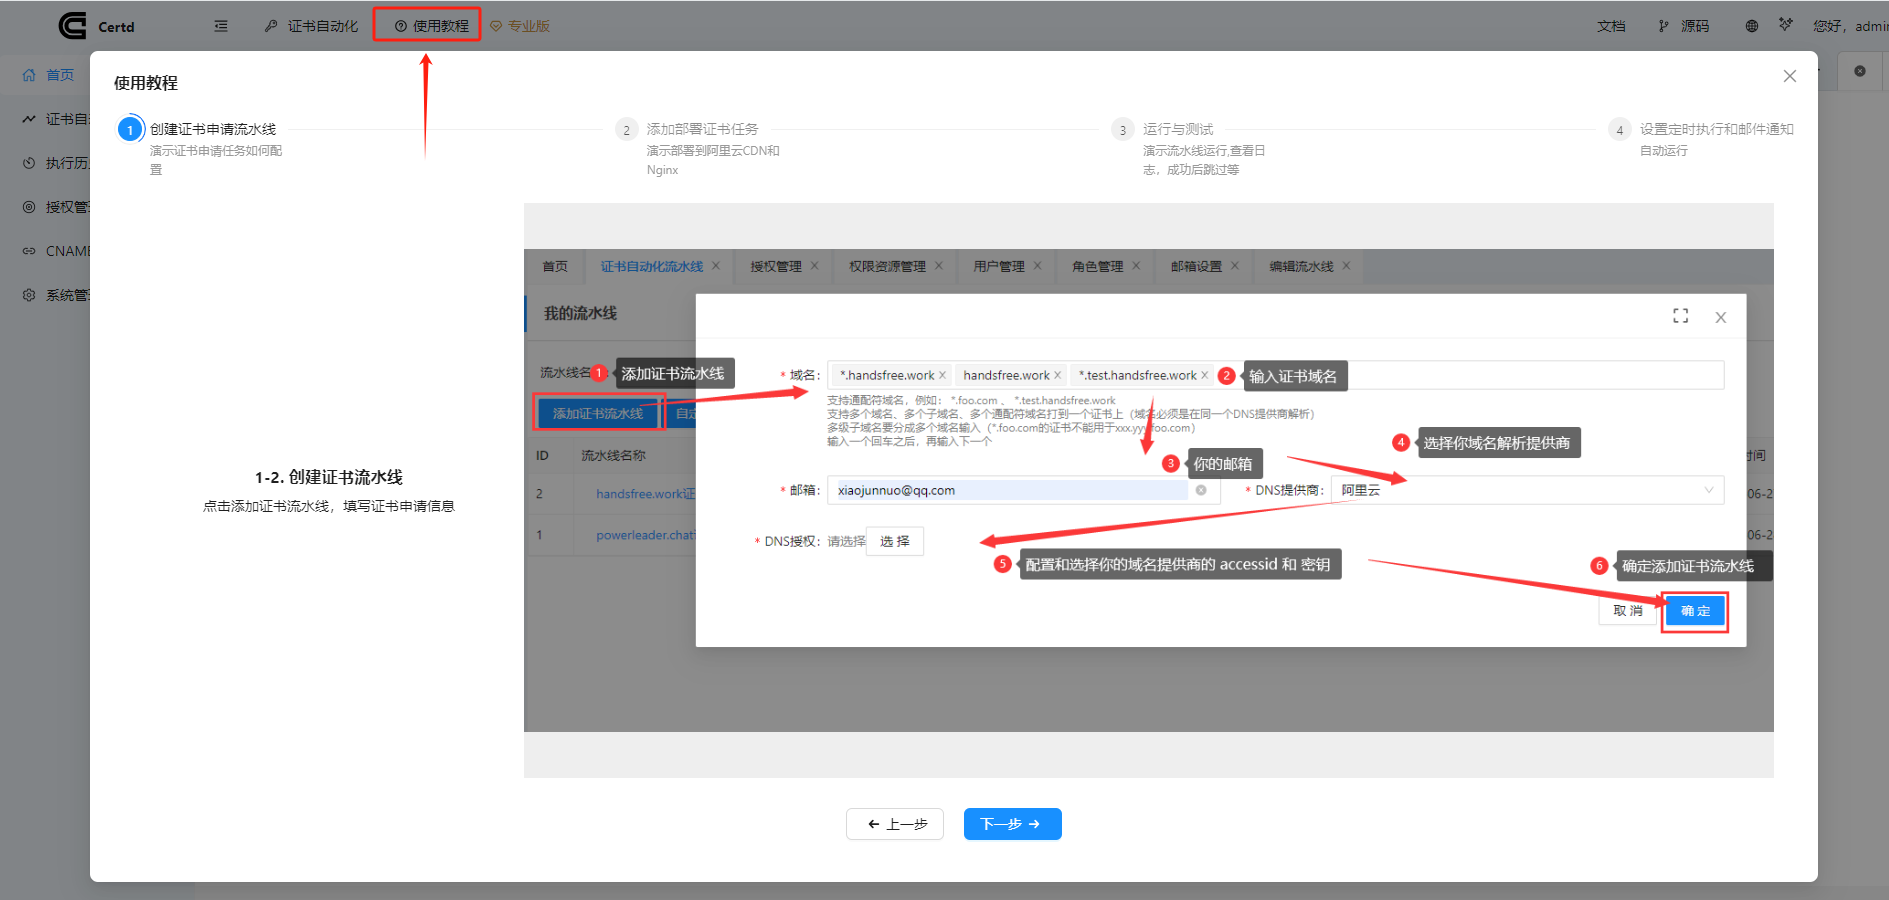 Certd
证书自动化
使用教程
专业版
文档
源码
您好，admi
首页
证书自
执行历
授权管
CNAME
系统管
使用教程
1 创建证书申请流水线
演示证书申请任务如何配
置
2 添加部署证书任务
演示部署到阿里云CDN和
Nginx
3 运行与测试
演示流水线运行,查看日
志，成功后跳过等
4 设置定时执行和邮件通知
自动运行
1-2. 创建证书流水线
点击添加证书流水线，填写证书申请信息
首页
证书自动化流水线
授权管理
权限资源管理
用户管理
角色管理
邮箱设置
编辑流水线
我的流水线
流水线名
1 添加证书流水线
添加证书流水线
自定
ID
流水线名称
时间
2
handsfree.work证
06-2
1
powerleader.chat
06-2
* 域名：
*.handsfree.work
handsfree.work
*.test.handsfree.work
2 输入证书域名
支持通配符域名，例如： *.foo.com 、 *.test.handsfree.work
支持多个域名、多个子域名、多个通配符域名打到一个证书上（域名必须是在同一个DNS提供商解析）
多级子域名要分成多个域名输入（*.foo.com的证书不能用于xxx.yyy.foo.com）
输入一个回车之后，再输入下一个
3 你的邮箱
4 选择你域名解析提供商
* 邮箱：
xiaojunnuo@qq.com
* DNS提供商：
阿里云
* DNS授权：
请选择
选 择
5 配置和选择你的域名提供商的 accessid 和 密钥
6 确定添加证书流水线
取 消
确 定
上一步
下一步